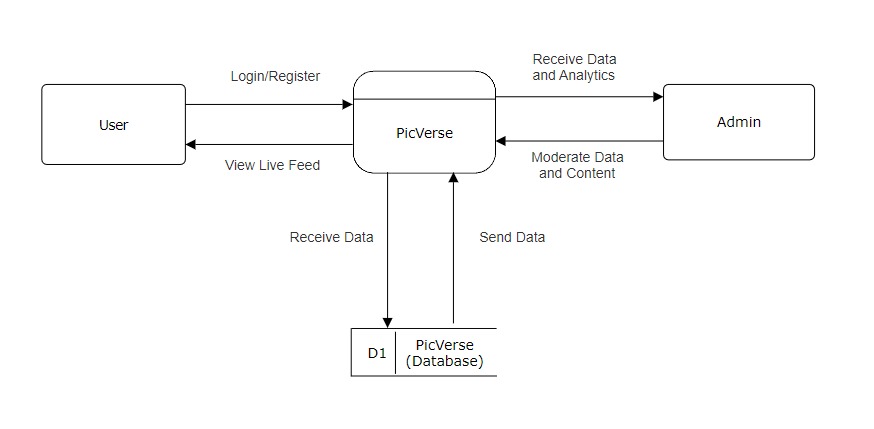 Receive Data
and Analytics
Login/Register
User
PicVerse
Admin
View Live Feed
Moderate Data
and Content
Receive Data
Send Data
D1
PicVerse
(Database)